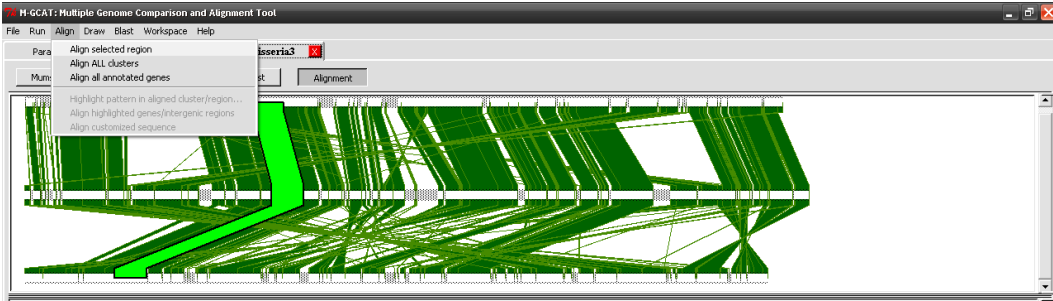 M-GCAT: Multiple Genome Comparison and Alignment Tool
File Run Align Draw Blast Workspace Help
Align selected region
Align ALL clusters
Align all annotated genes
Highlight pattern in aligned cluster/region...
Align highlighted genes/intergenic regions
Align customized sequence
Para isseria3 X
Mum st Alignment